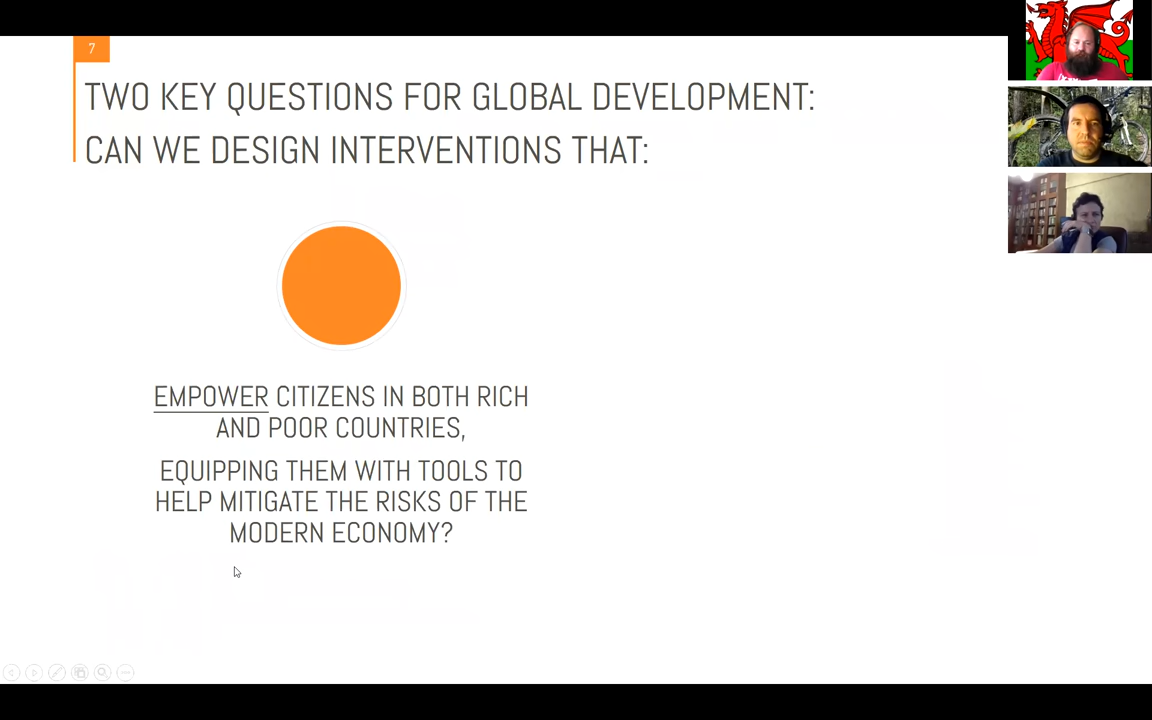 7
TWO KEY QUESTIONS FOR GLOBAL DEVELOPMENT:
CAN WE DESIGN INTERVENTIONS THAT:
EMPOWER CITIZENS IN BOTH RICH
AND POOR COUNTRIES,
EQUIPPING THEM WITH TOOLS TO
HELP MITIGATE THE RISKS OF THE
MODERN ECONOMY?